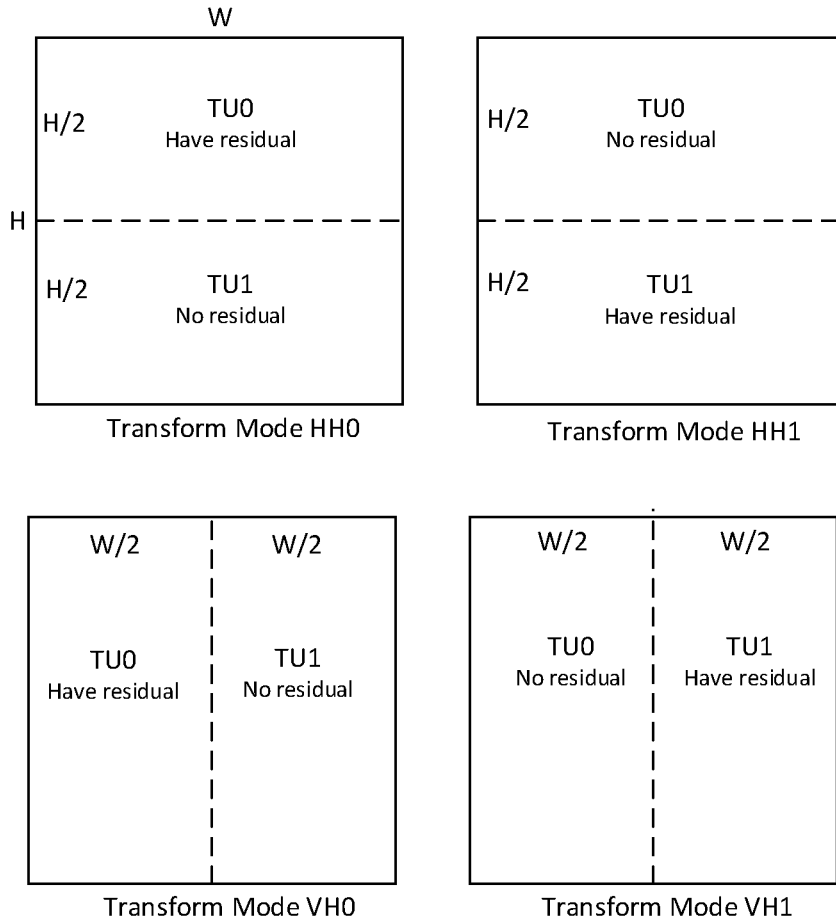 W
H/2
TU0
Have residual
H
H/2
TU1
No residual
Transform Mode HH0
H/2
TU0
No residual
H/2
TU1
Have residual
Transform Mode HH1
W/2
W/2
TU0
Have residual
TU1
No residual
Transform Mode VH0
W/2
W/2
TU0
No residual
TU1
Have residual
Transform Mode VH1